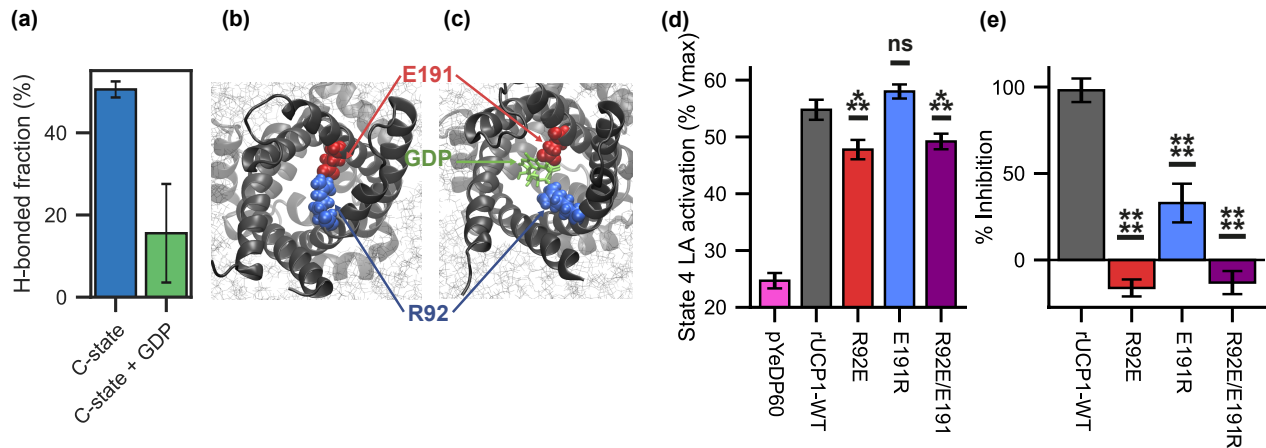 (a)
(b)
(c)
(d)
(e)
H-bonded fraction (%)
40
20
0
C-state
C-state + GDP
E191
GDP
R92
State 4 LA activation (% Vmax)
60
50
40
30
20
*
**
ns
*
**
pYeDP60
rUCP1-WT
R92E
E191R
R92E/E191
% Inhibition
100
50
0
**
**
**
**
**
**
rUCP1-WT
R92E
E191R
R92E/E191R